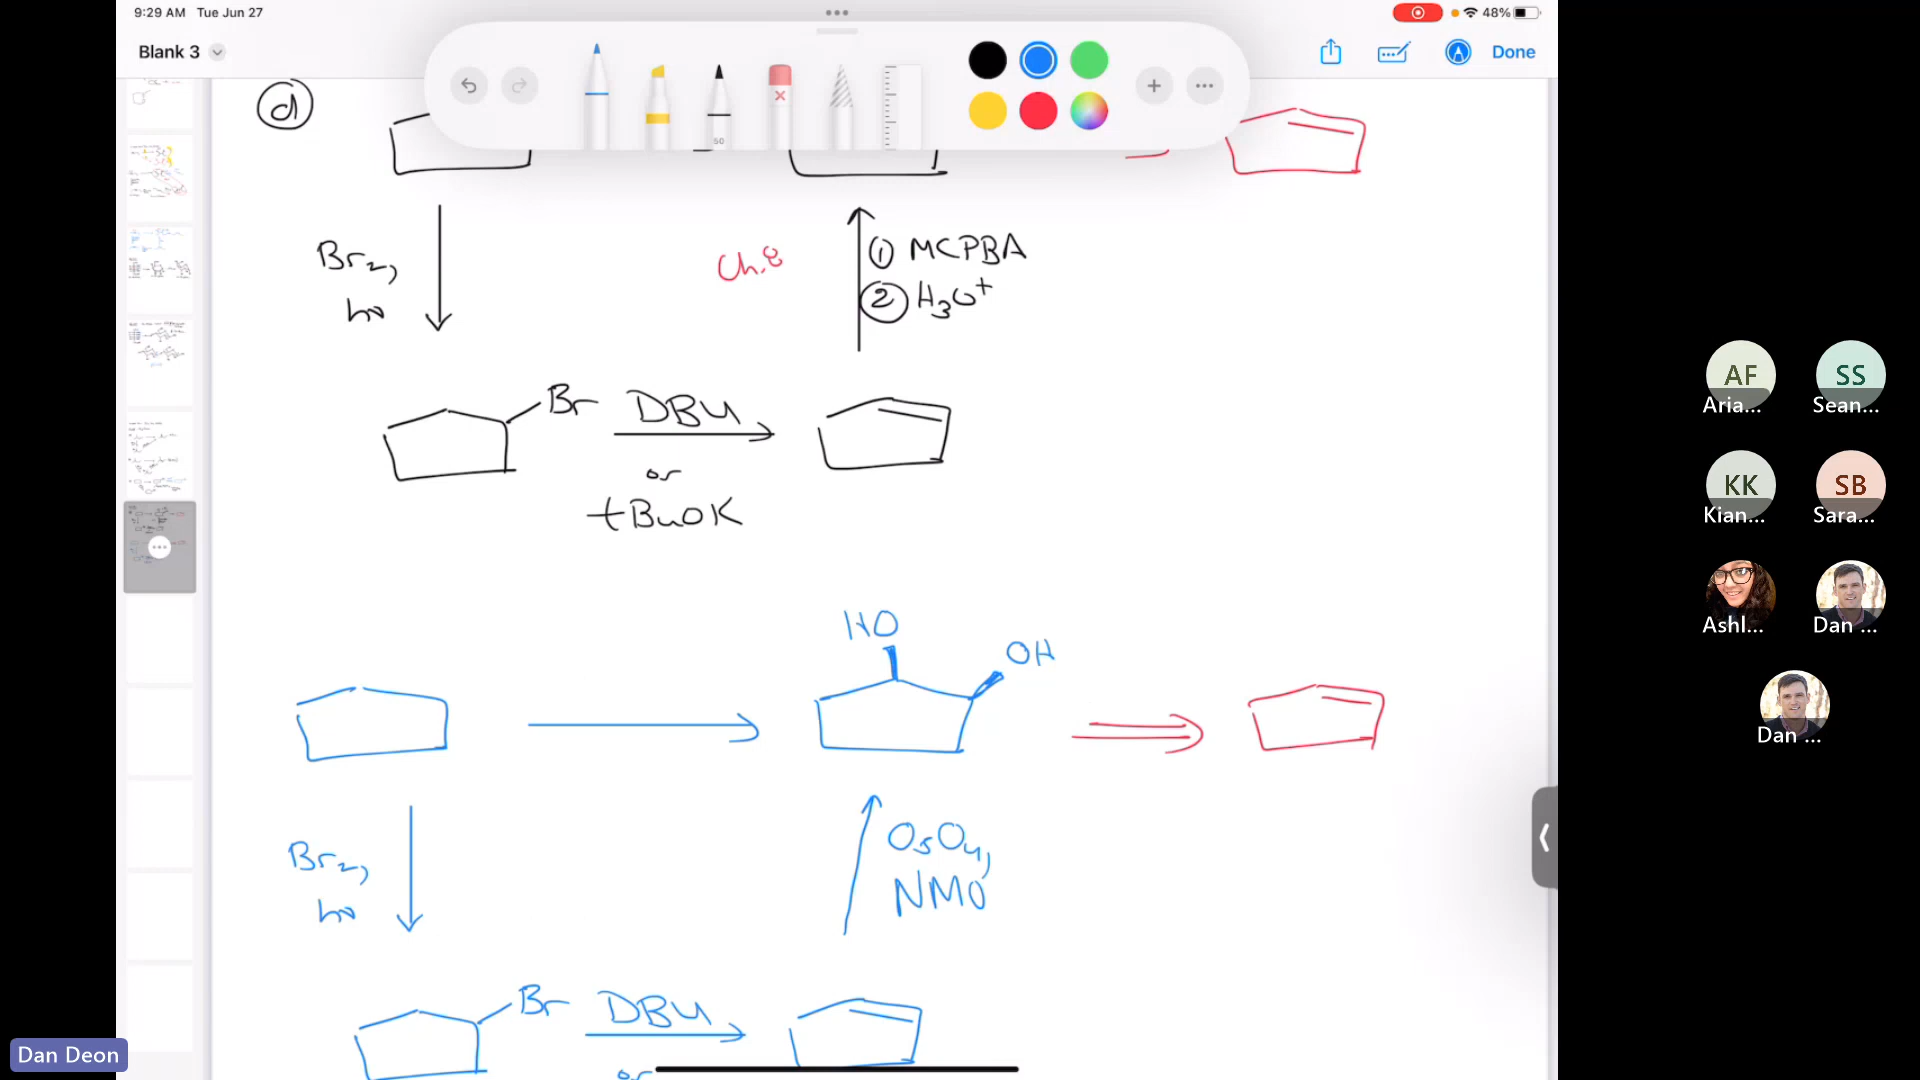 9:29 AM Tue Jun 27
48%
Blank 3
Done
50
d
Br₂,
hν
Ch. 8
① MCPBA
② H₃O⁺
Br
DBU
or
tBuOK
HO
OH
Br₂,
hν
OsO₄,
NMO
Br
DBU
or
AF
Aria...
SS
Sean...
KK
Kian...
SB
Sara...
Ashl...
Dan ...
Dan ...
Dan Deon